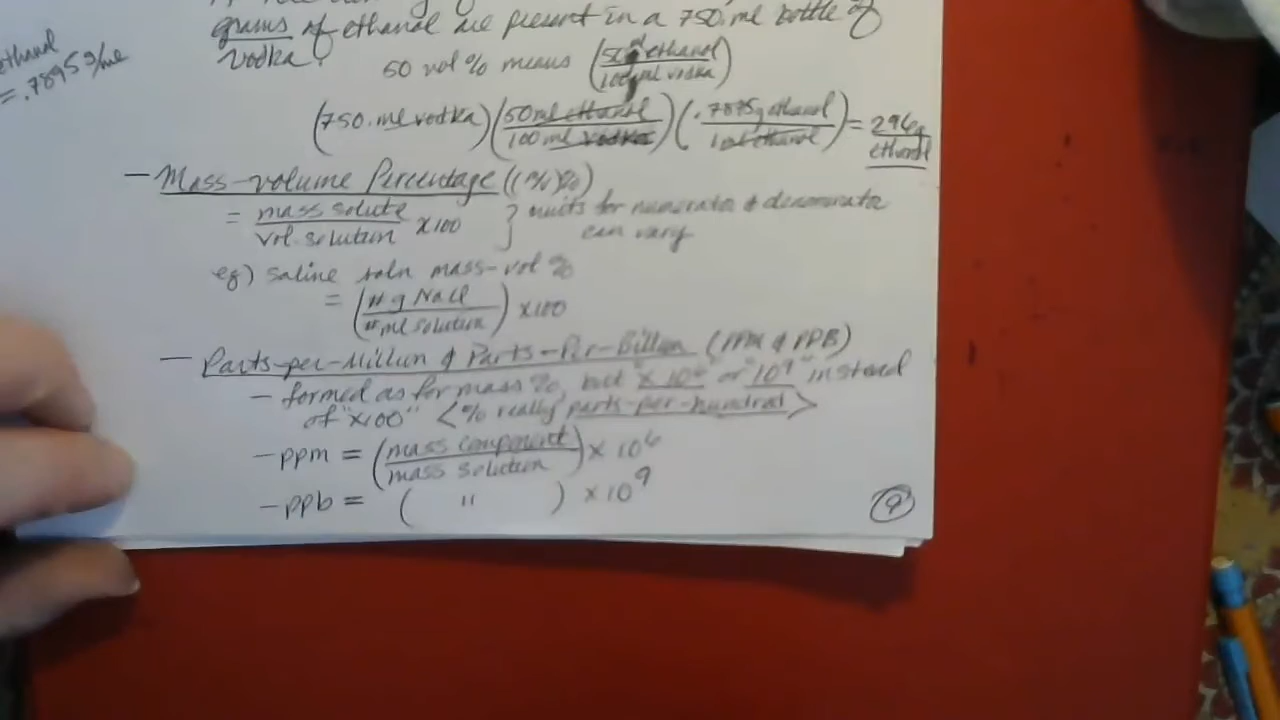 grams of ethanol are present in a 750. ml bottle of
ethanol
vodka?
= .7895 g/ml
50 vol % means (50 ml ethanol / 100 ml vodka)
(750. ml vodka)(50 ml ethanol / 100 ml vodka)(.7895 g ethanol / 1 ml ethanol) = 296 g ethanol
- Mass-volume Percentage ((m/v)%)
= mass solute / vol. solution x100 } units for numerator & denominator
can vary
eg) saline soln mass-vol %
= (# g NaCl / # ml solution) x100
- Parts-per-Million & Parts-Per-Billion (PPM & PPB)
- formed as for mass %, but "x 10⁶" or "10⁹" instead
of "x100" <% really parts-per-hundred>
- ppm = (mass component / mass solution) x 10⁶
- ppb = ( " ) x 10⁹
9